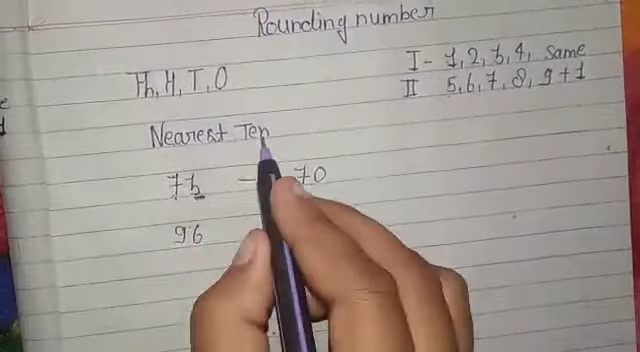 Rounding number
I - 1, 2, 3, 4, same
II 5, 6, 7, 8, 9 + 1
Th, H, T, O
Nearest Ten
73 - 70
96